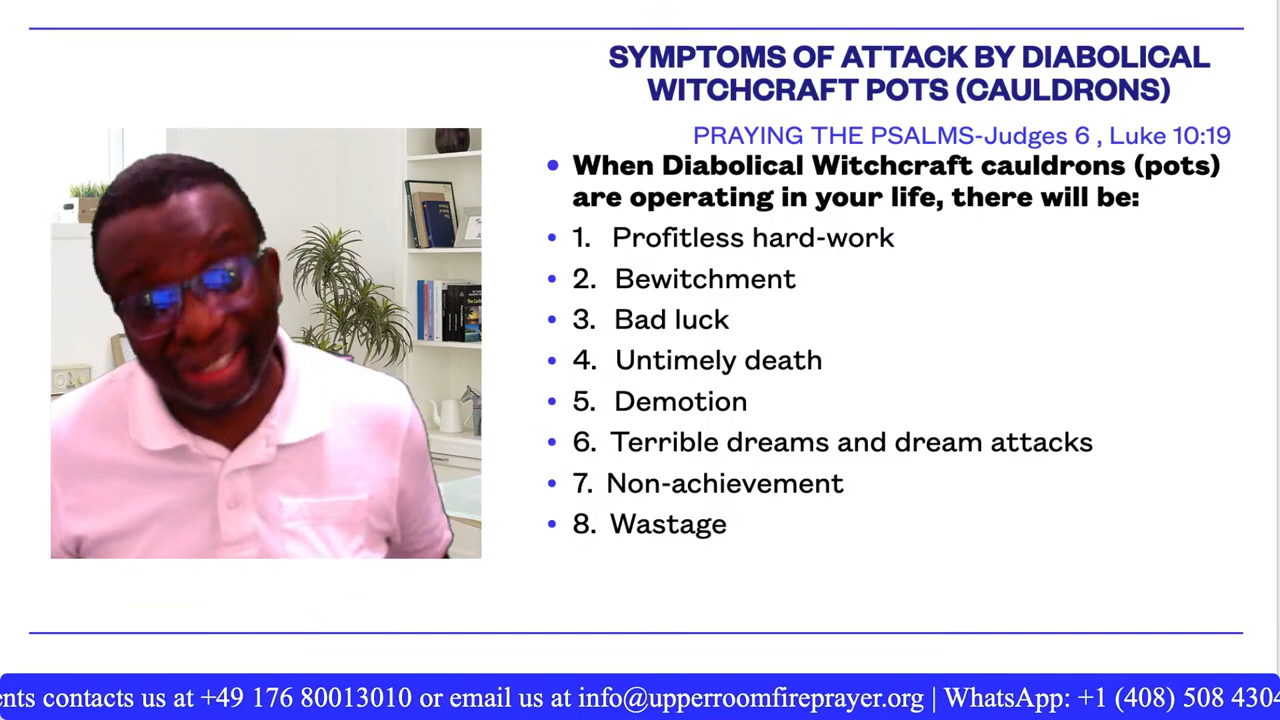 SYMPTOMS OF ATTACK BY DIABOLICAL
WITCHCRAFT POTS (CAULDRONS)
PRAYING THE PSALMS-Judges 6 , Luke 10:19
• When Diabolical Witchcraft cauldrons (pots)
are operating in your life, there will be:
• 1. Profitless hard-work
• 2. Bewitchment
• 3. Bad luck
• 4. Untimely death
• 5. Demotion
• 6. Terrible dreams and dream attacks
• 7. Non-achievement
• 8. Wastage
ents contacts us at +49 176 80013010 or email us at info@upperroomfireprayer.org | WhatsApp: +1 (408) 508 4304